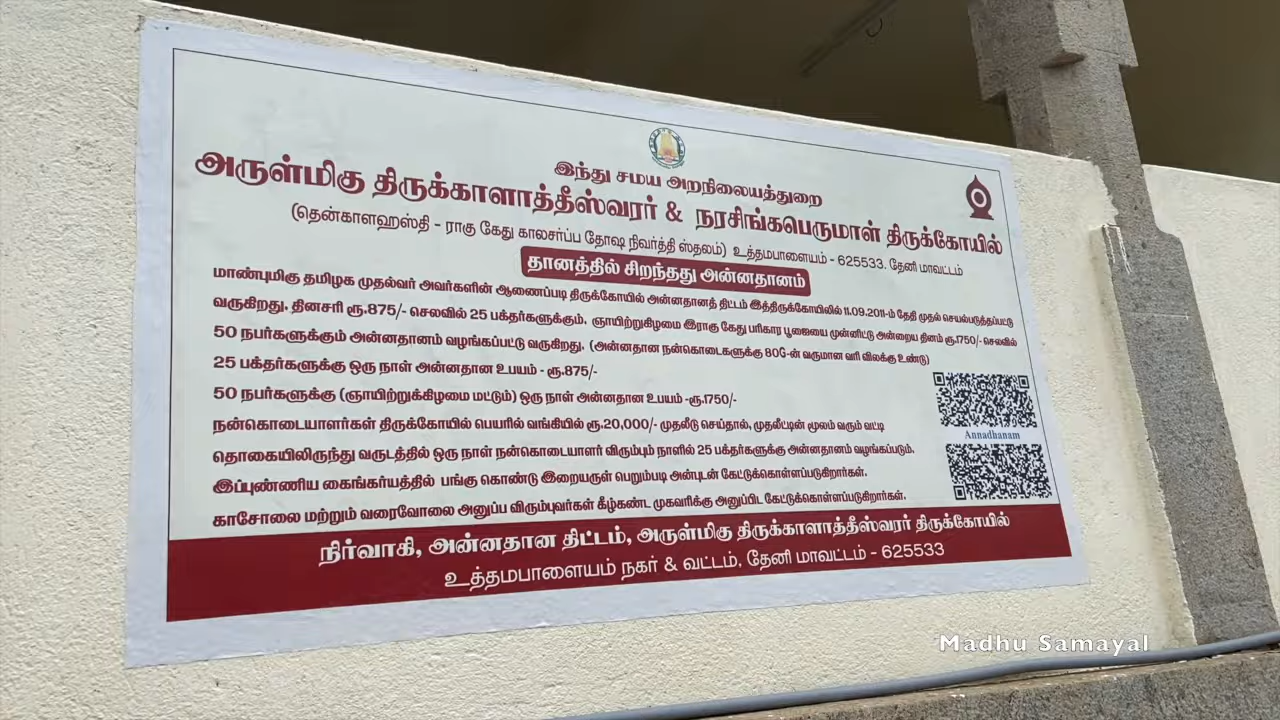 இந்து சமய அறநிலையத்துறை
அருள்மிகு திருக்காளாத்தீஸ்வரர் & நரசிங்கபெருமாள் திருக்கோயில்
(தென்காளஹஸ்தி - ராகு கேது காலசர்ப்ப தோஷ நிவர்த்தி ஸ்தலம்) உத்தமபாளையம் - 625533. தேனி மாவட்டம்
தானத்தில் சிறந்தது அன்னதானம்
மாண்புமிகு தமிழக முதல்வர் அவர்களின் ஆணைப்படி திருக்கோயில் அன்னதானத் திட்டம் இத்திருக்கோயிலில் 11.09.2011-ம் தேதி முதல் செயல்படுத்தப்பட்டு
வருகிறது. தினசரி ரூ.875/- செலவில் 25 பக்தர்களுக்கும், ஞாயிற்றுகிழமை இராகு கேது பரிகார பூஜையை முன்னிட்டு அன்றைய தினம் ரூ.1750/- செலவில்
50 நபர்களுக்கும் அன்னதானம் வழங்கப்பட்டு வருகிறது. (அன்னதான நன்கொடைகளுக்கு 80G-ன் வருமான வரி விலக்கு உண்டு)
25 பக்தர்களுக்கு ஒரு நாள் அன்னதான உபயம் - ரூ.875/-
50 நபர்களுக்கு (ஞாயிற்றுக்கிழமை மட்டும்) ஒரு நாள் அன்னதான உபயம் -ரூ.1750/-
நன்கொடையாளர்கள் திருக்கோயில் பெயரில் வங்கியில் ரூ.20,000/- முதலீடு செய்தால், முதலீட்டின் மூலம் வரும் வட்டி
தொகையிலிருந்து வருடத்தில் ஒரு நாள் நன்கொடையாளர் விரும்பும் நாளில் 25 பக்தர்களுக்கு அன்னதானம் வழங்கப்படும்.
இப்புண்ணிய கைங்கர்யத்தில் பங்கு கொண்டு இறையருள் பெறும்படி அன்புடன் கேட்டுக்கொள்ளப்படுகிறார்கள்.
காசோலை மற்றும் வரைவோலை அனுப்ப விரும்புவர்கள் கீழ்கண்ட முகவரிக்கு அனுப்பிட கேட்டுக்கொள்ளப்படுகிறார்கள்.
Annadhanam
நிர்வாகி, அன்னதான திட்டம், அருள்மிகு திருக்காளாத்தீஸ்வரர் திருக்கோயில்
உத்தமபாளையம் நகர் & வட்டம், தேனி மாவட்டம் - 625533
Madhu Samayal